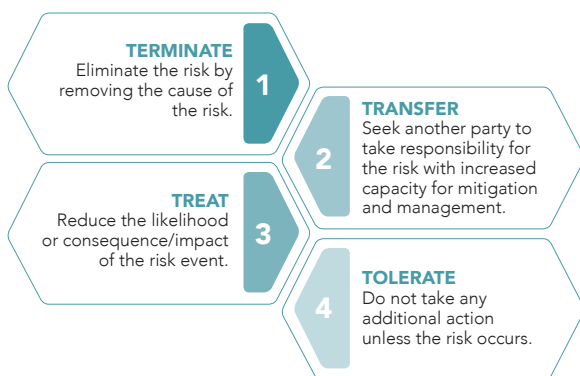 TERMINATE
Eliminate the risk by
removing the cause of
the risk.
1
TRANSFER
Seek another party to
take responsibility for
the risk with increased
capacity for mitigation
and management.
2
TREAT
Reduce the likelihood
or consequence/impact
of the risk event.
3
TOLERATE
Do not take any
additional action
unless the risk occurs.
4